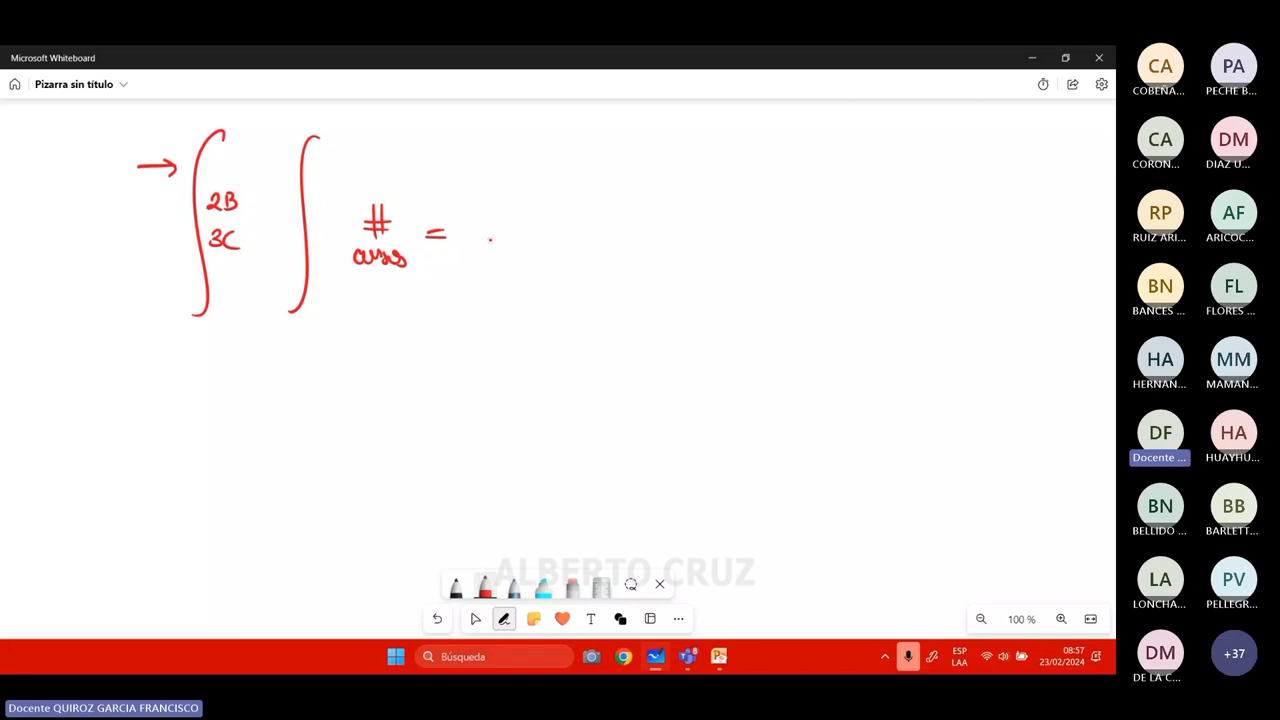 Microsoft Whiteboard
Pizarra sin título
→
2B
3C
#
=
ALBERTO CRUZ
100 %
Búsqueda
8
ESP
LAA
08:57
23/02/2024
CA
COBEÑA...
PA
PECHE B...
CA
CORON...
DM
DIAZ U...
RP
RUIZ ARI...
AF
ARICOC...
BN
BANCES ...
FL
FLORES ...
HA
HERNÁN...
MM
MAMAN...
DF
Docente ...
HA
HUAYHU...
BN
BELLIDO ...
BB
BARLETT...
LA
LONCHA...
PV
PELLEGR...
DM
DE LA C...
+37
Docente QUIROZ GARCIA FRANCISCO